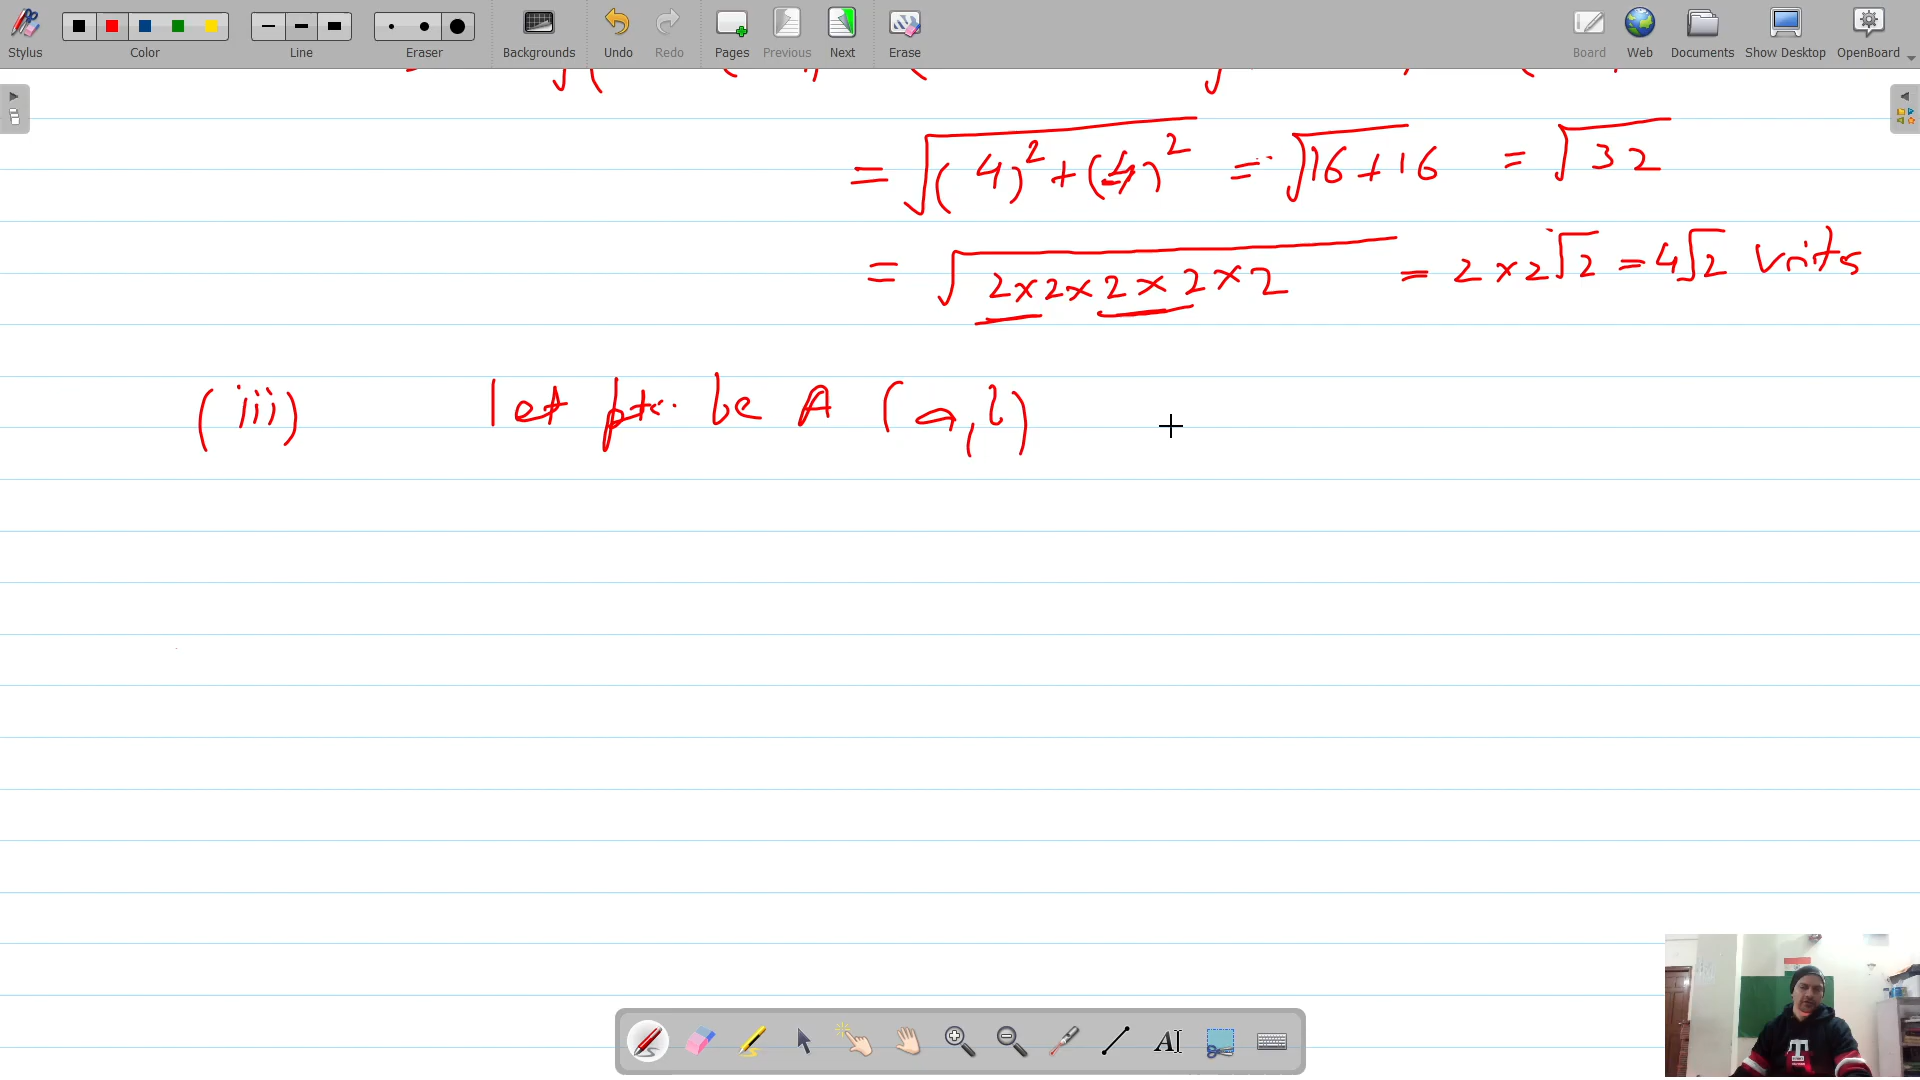 Stylus Color Line Eraser Backgrounds Undo Redo Pages Previous Next Erase Board Web Documents Show Desktop OpenBoard
= √(4)² + (4)² = √16 + 16 = √32
= √2×2×2×2×2 = 2×2√2 = 4√2 Units
(iii) let pts. be A (a, b)